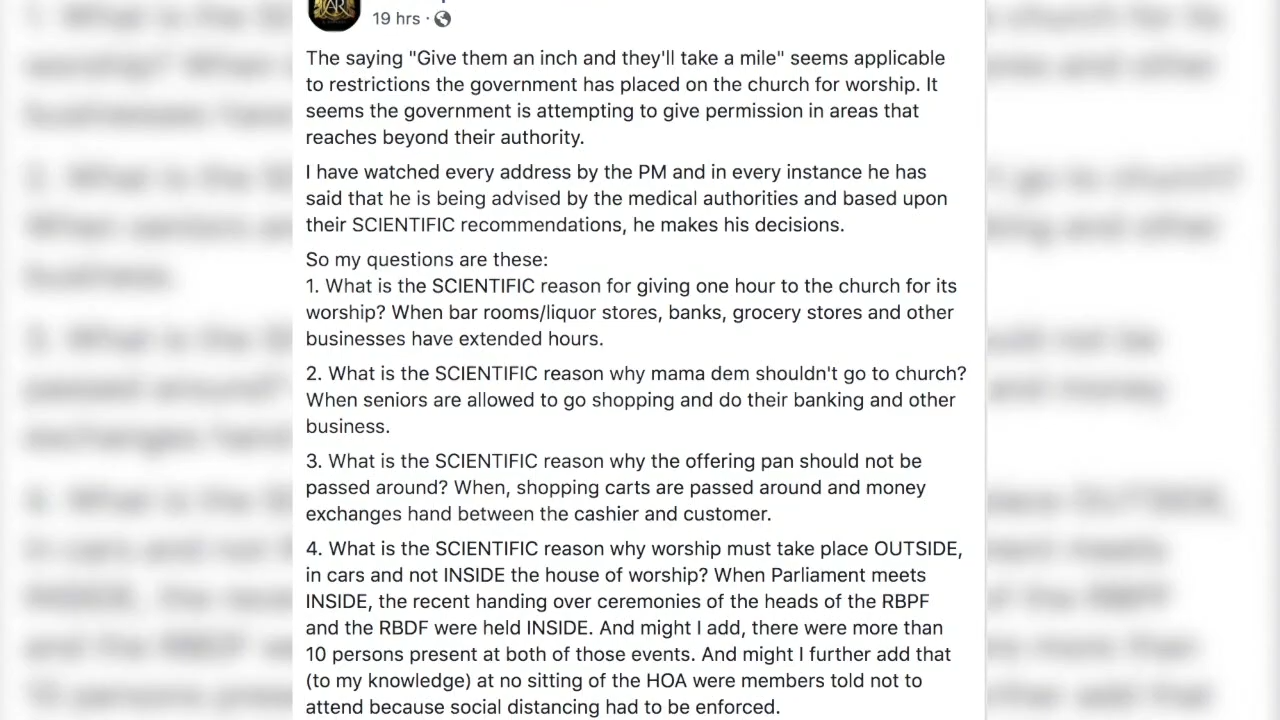 AR
19 hrs ·
The saying "Give them an inch and they'll take a mile" seems applicable
to restrictions the government has placed on the church for worship. It
seems the government is attempting to give permission in areas that
reaches beyond their authority.
I have watched every address by the PM and in every instance he has
said that he is being advised by the medical authorities and based upon
their SCIENTIFIC recommendations, he makes his decisions.
So my questions are these:
1. What is the SCIENTIFIC reason for giving one hour to the church for its
worship? When bar rooms/liquor stores, banks, grocery stores and other
businesses have extended hours.
2. What is the SCIENTIFIC reason why mama dem shouldn't go to church?
When seniors are allowed to go shopping and do their banking and other
business.
3. What is the SCIENTIFIC reason why the offering pan should not be
passed around? When, shopping carts are passed around and money
exchanges hand between the cashier and customer.
4. What is the SCIENTIFIC reason why worship must take place OUTSIDE,
in cars and not INSIDE the house of worship? When Parliament meets
INSIDE, the recent handing over ceremonies of the heads of the RBPF
and the RBDF were held INSIDE. And might I add, there were more than
10 persons present at both of those events. And might I further add that
(to my knowledge) at no sitting of the HOA were members told not to
attend because social distancing had to be enforced.